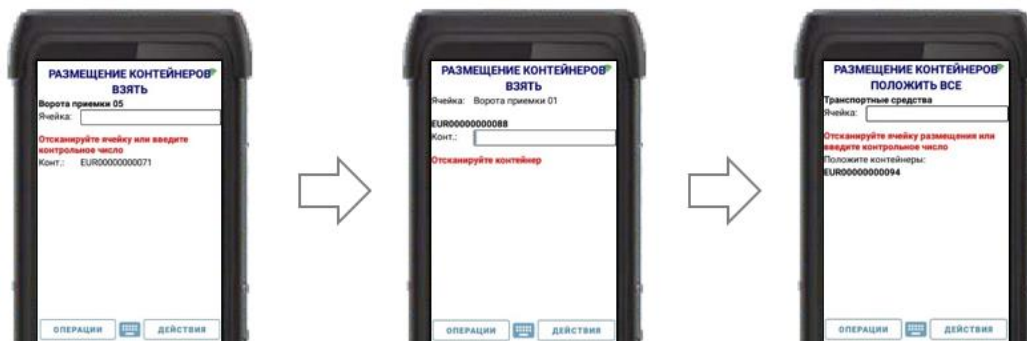 РАЗМЕЩЕНИЕ КОНТЕЙНЕРОВ
ВЗЯТЬ
Ворота приемки 05
Ячейка:
Отсканируйте ячейку или введите
контрольное число
Конт.: EUR00000000071
ОПЕРАЦИИ
ДЕЙСТВИЯ
РАЗМЕЩЕНИЕ КОНТЕЙНЕРОВ
ВЗЯТЬ
Ячейка: Ворота приемки 01
EUR00000000088
Конт.:
Отсканируйте контейнер
ОПЕРАЦИИ
ДЕЙСТВИЯ
РАЗМЕЩЕНИЕ КОНТЕЙНЕРОВ
ПОЛОЖИТЬ ВСЕ
Транспортные средства
Ячейка:
Отсканируйте ячейку размещения или
введите контрольное число
Положите контейнеры:
EUR00000000094
ОПЕРАЦИИ
ДЕЙСТВИЯ